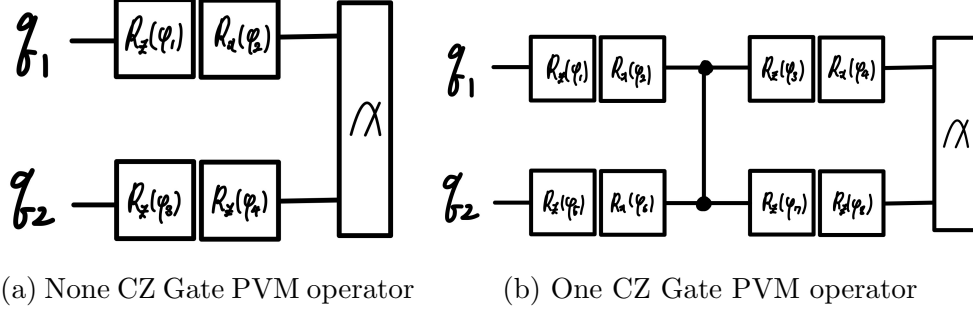 q1 Rz(φ1) Rx(φ2)
q2 Rz(φ3) Rx(φ4)
q1 Rz(φ1) Rx(φ2) Rz(φ3) Rx(φ4)
q2 Rz(φ5) Rx(φ6) Rz(φ7) Rx(φ8)
(a) None CZ Gate PVM operator
(b) One CZ Gate PVM operator